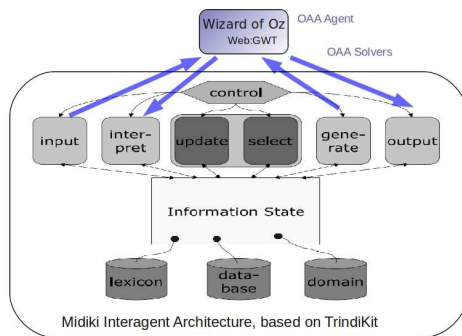 Wizard of Oz
Web:GWT
OAA Agent
OAA Solvers
control
input
inter-
pret
update
select
gene-
rate
output
Information State
lexicon
data-
base
domain
Midiki Interagent Architecture, based on TrindiKit